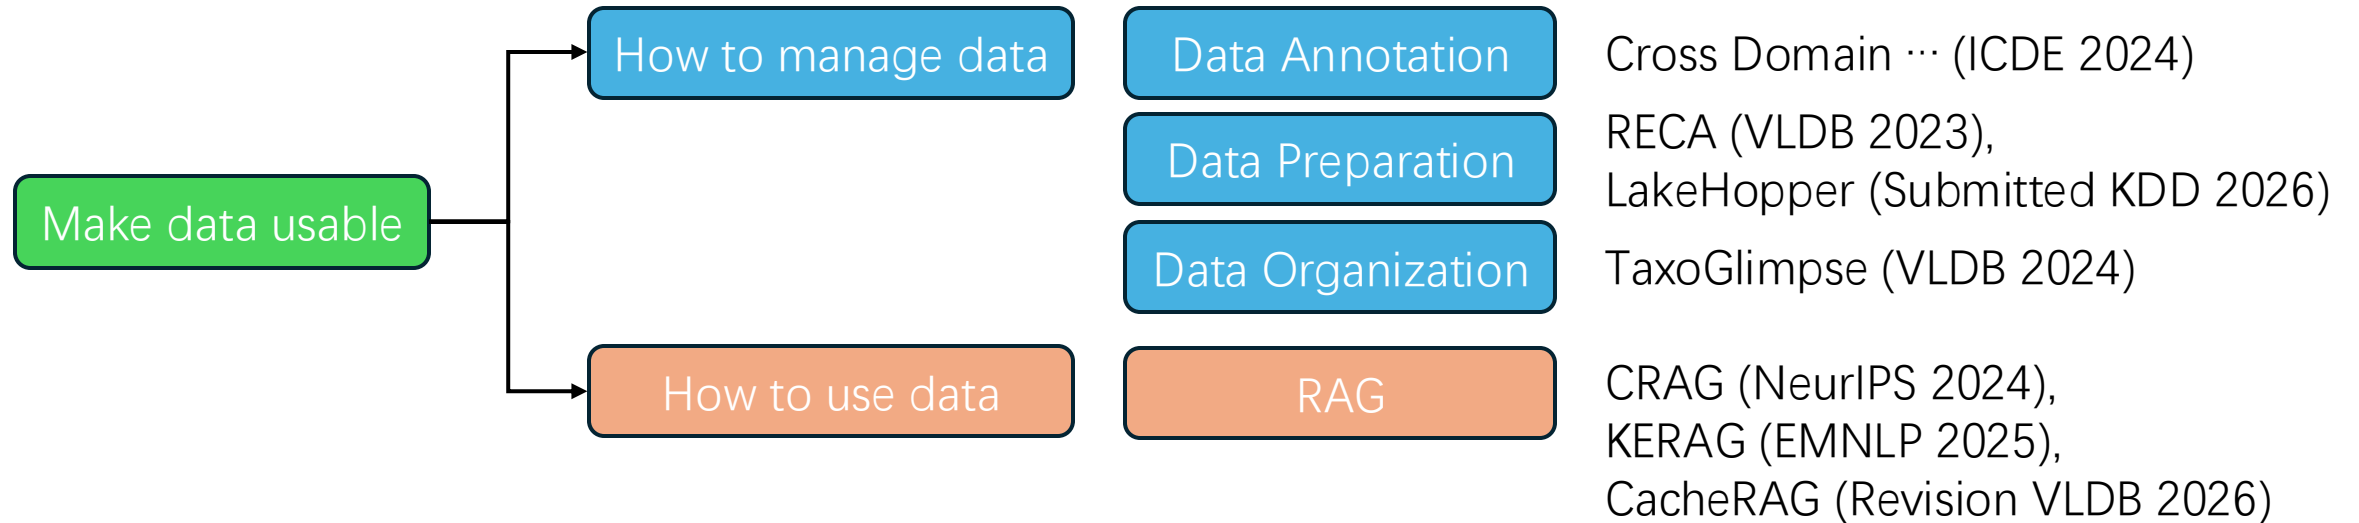 Make data usable
How to manage data
Data Annotation
Cross Domain ··· (ICDE 2024)
Data Preparation
RECA (VLDB 2023),
LakeHopper (Submitted KDD 2026)
Data Organization
TaxoGlimpse (VLDB 2024)
How to use data
RAG
CRAG (NeurIPS 2024),
KERAG (EMNLP 2025),
CacheRAG (Revision VLDB 2026)